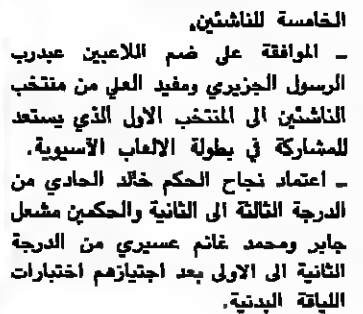 الخامسة للناشئين.
ـ الموافقة على ضم اللاعبين عبدرب
الرسول الجزيري ومفيد العلي من منتخب
الناشئين الى المنتخب الاول الذي يستعد
للمشاركة في بطولة الالعاب الآسيوية.
ـ اعتماد نجاح الحكم خالد الحادي من
الدرجة الثالثة الى الثانية والحكمين مشعل
جابر ومحمد غانم عسيري من الدرجة
الثانية الى الاولى بعد اجتيازهم اختبارات
اللياقة البدنية.